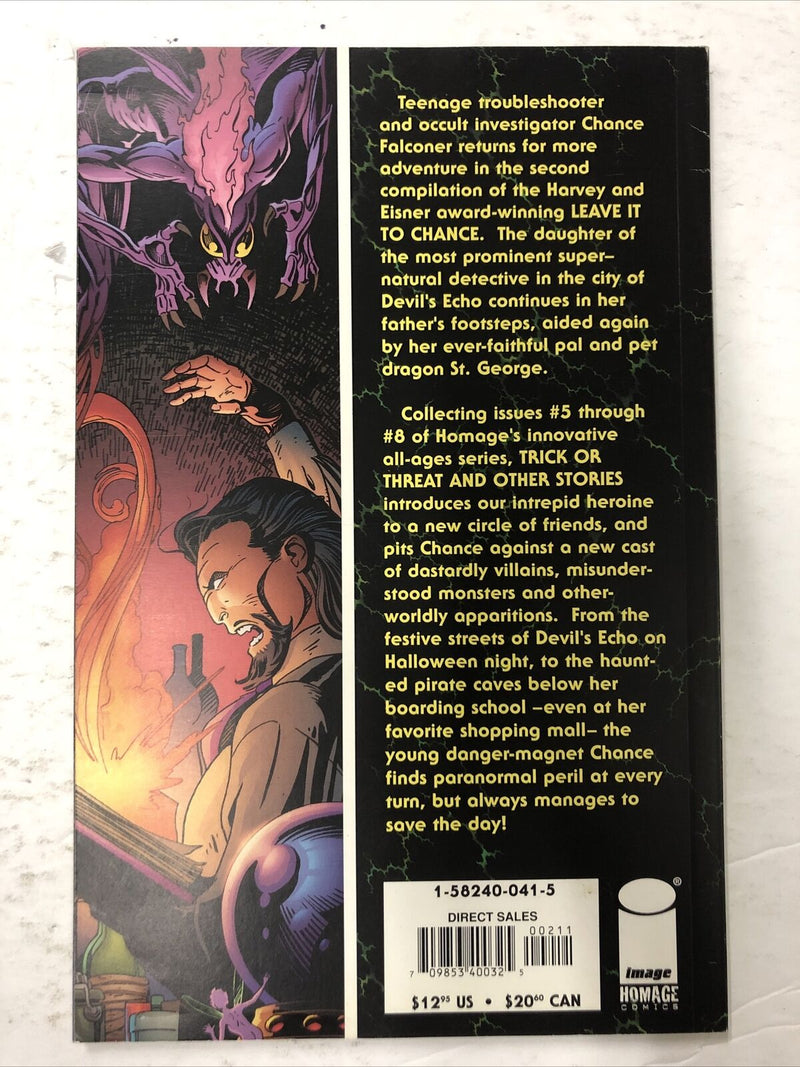 Teenage troubleshooter
and occult investigator Chance
Falconer returns for more
adventure in the second
compilation of the Harvey and
Eisner award-winning LEAVE IT
TO CHANCE. The daughter of
the most prominent super–
natural detective in the city of
Devil's Echo continues in her
father's footsteps, aided again
by her ever-faithful pal and pet
dragon St. George.
Collecting issues #5 through
#8 of Homage's innovative
all-ages series, TRICK OR
THREAT AND OTHER STORIES
introduces our intrepid heroine
to a new circle of friends, and
pits Chance against a new cast
of dastardly villains, misunder-
stood monsters and other-
worldly apparitions. From the
festive streets of Devil's Echo on
Halloween night, to the haunt-
ed pirate caves below her
boarding school –even at her
favorite shopping mall– the
young danger-magnet Chance
finds paranormal peril at every
turn, but always manages to
save the day!
1-58240-041-5
DIRECT SALES
00211
7 09853 40032 5
$12.95 US • $20.60 CAN
®
image
HOMAGE
COMICS